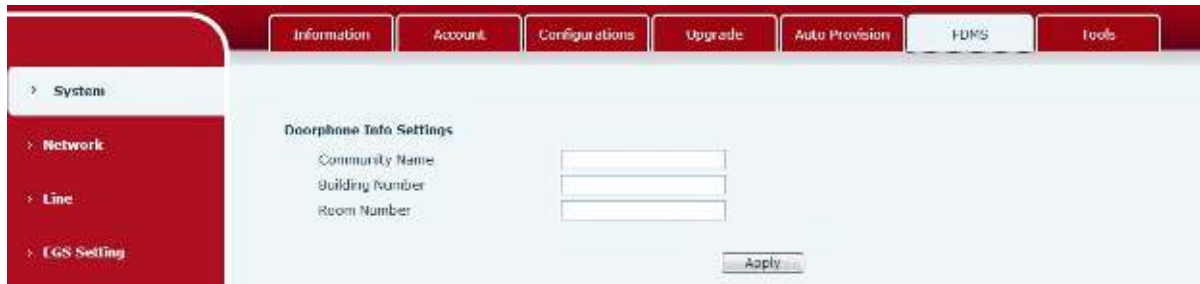 Information Account Configurations Upgrade Auto Provision FDMS Tools
> System
> Network
> Line
> EGS Setting
Doorphone Info Settings
Community Name
Building Number
Room Number
Apply